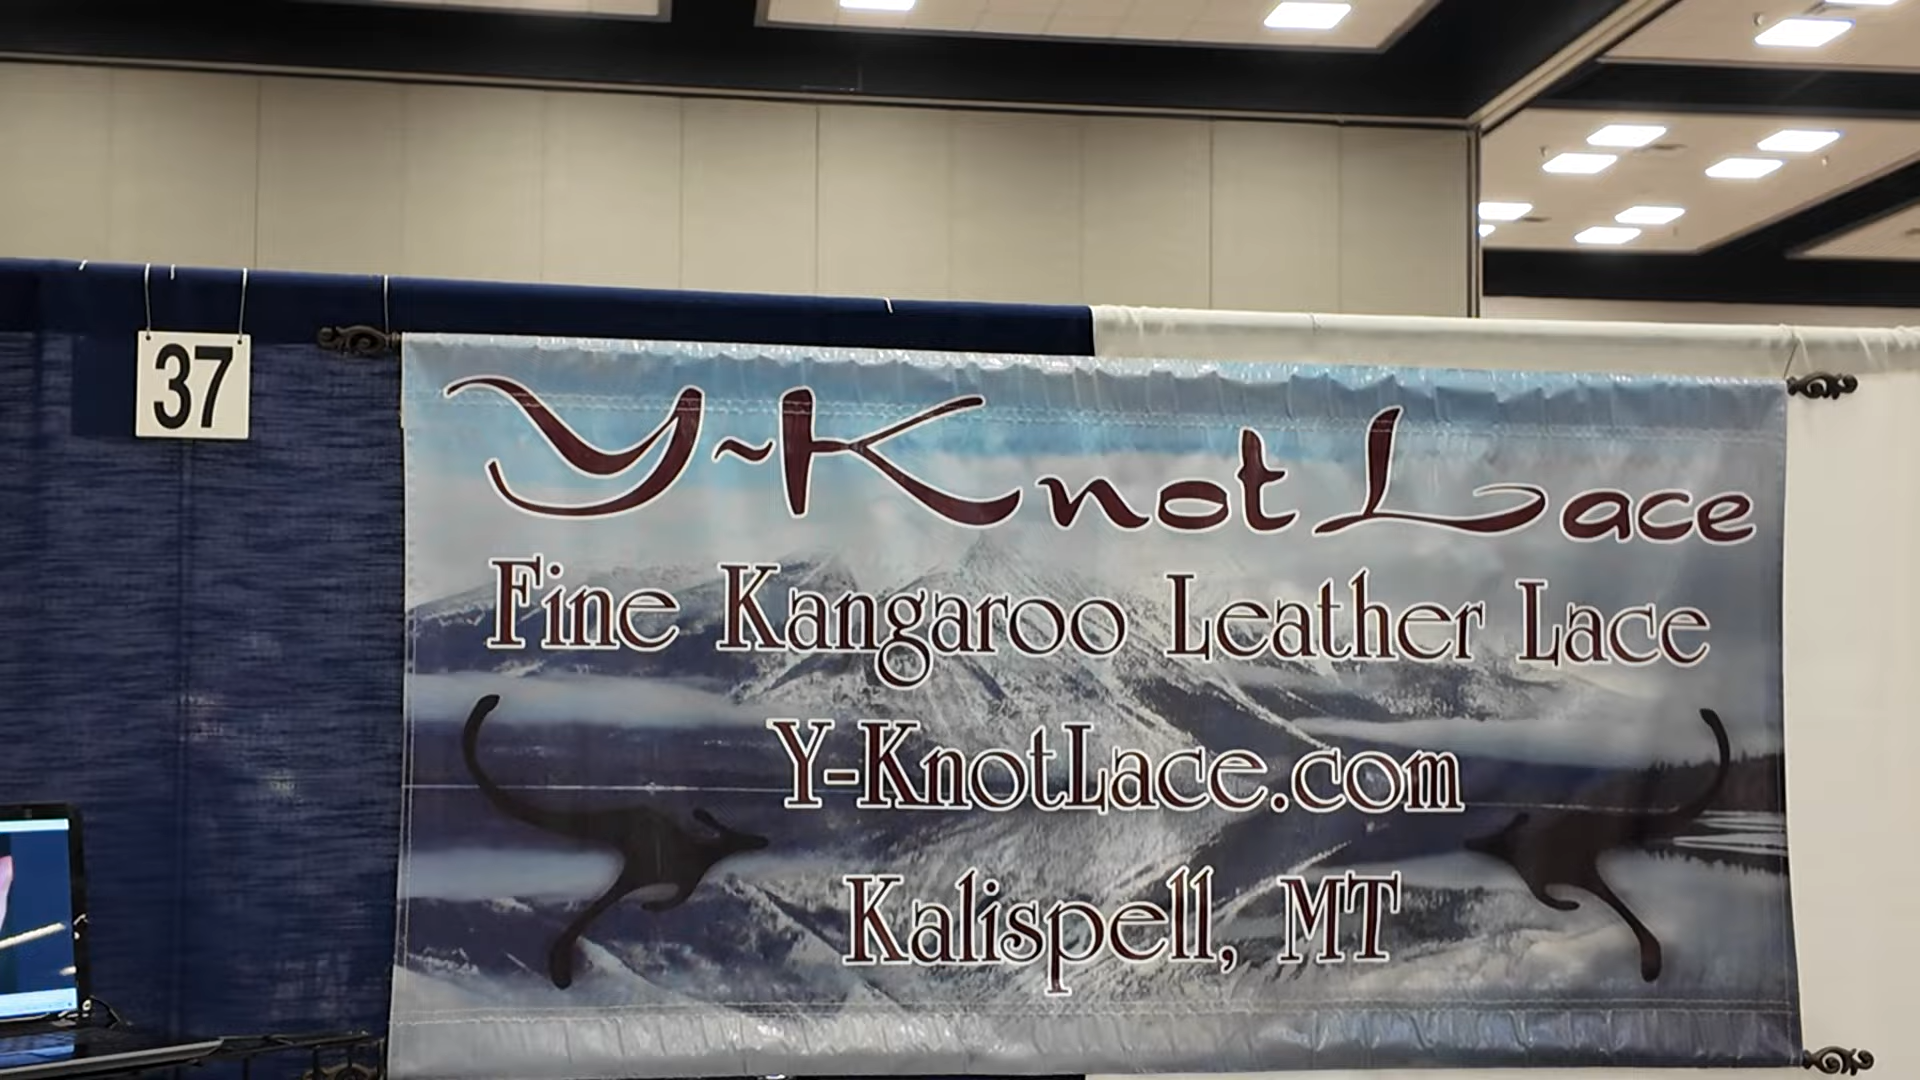 37
Y~Knot Lace
Fine Kangaroo Leather Lace
Y-KnotLace.com
Kalispell, MT